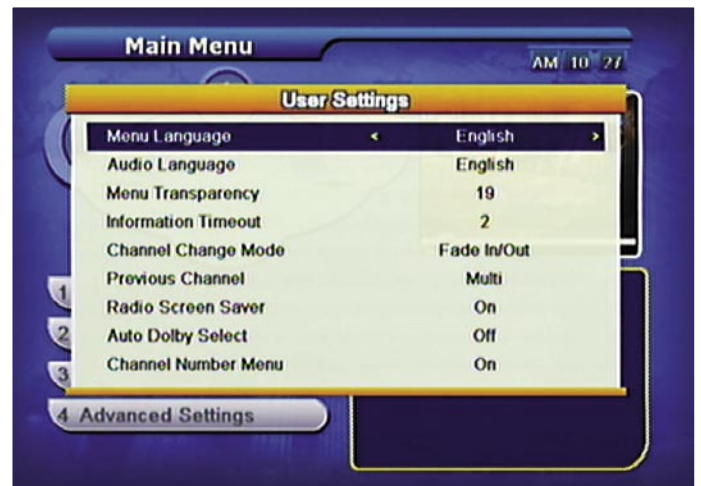 Main Menu
AM 10 27
User Settings
Menu Language < English >
Audio Language English
Menu Transparency 19
Information Timeout 2
Channel Change Mode Fade In/Out
Previous Channel Multi
Radio Screen Saver On
Auto Dolby Select Off
Channel Number Menu On
1
2
3
4 Advanced Settings